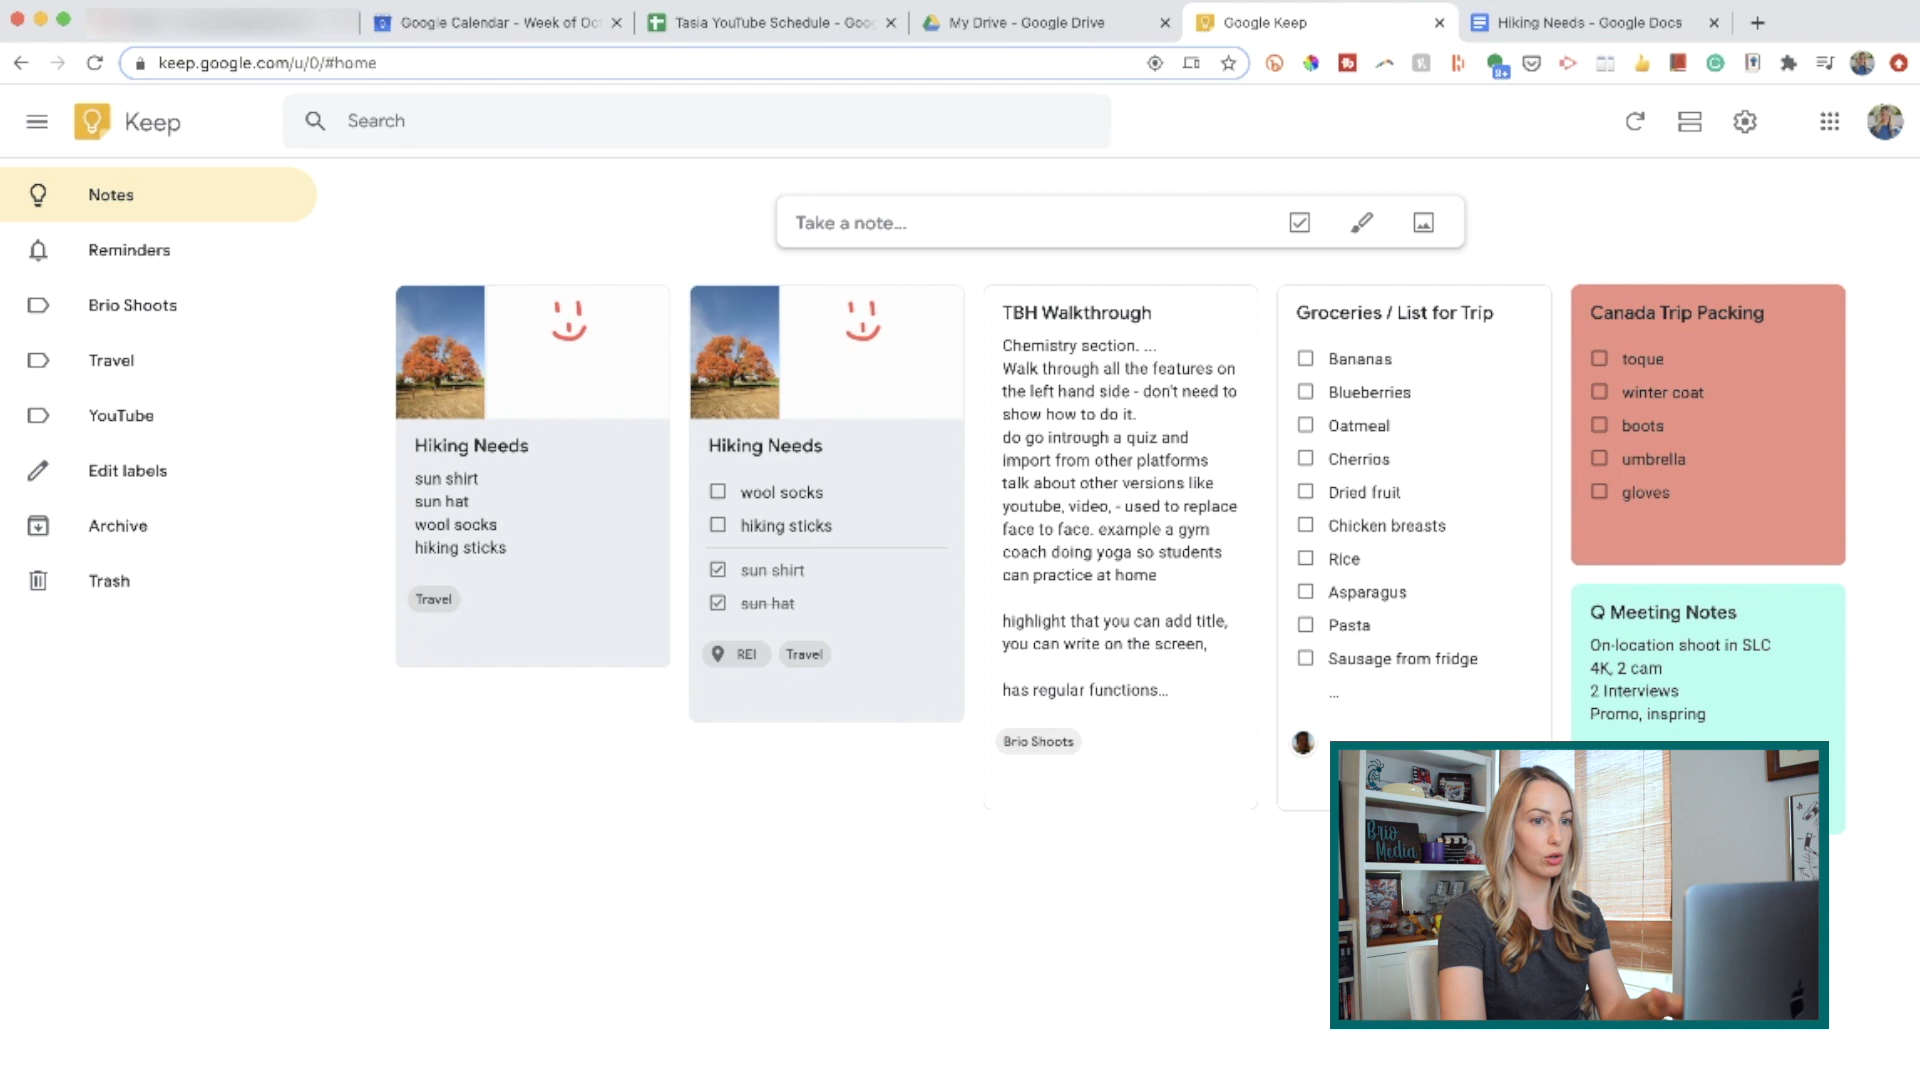 Google Calendar - Week of Oc
Tasia YouTube Schedule - Goo
My Drive - Google Drive
Google Keep
Hiking Needs - Google Docs
keep.google.com/u/0/#home
Keep
Search
Notes
Reminders
Brio Shoots
Travel
YouTube
Edit labels
Archive
Trash
Take a note...
Hiking Needs
sun shirt
sun hat
wool socks
hiking sticks
Travel
Hiking Needs
wool socks
hiking sticks
sun shirt
sun hat
REI
Travel
TBH Walkthrough
Chemistry section. ...
Walk through all the features on
the left hand side - don't need to
show how to do it.
do go intrough a quiz and
import from other platforms
talk about other versions like
youtube, video, - used to replace
face to face. example a gym
coach doing yoga so students
can practice at home
highlight that you can add title,
you can write on the screen,
has regular functions...
Brio Shoots
Groceries / List for Trip
Bananas
Blueberries
Oatmeal
Cherrios
Dried fruit
Chicken breasts
Rice
Asparagus
Pasta
Sausage from fridge
...
Canada Trip Packing
toque
winter coat
boots
umbrella
gloves
Q Meeting Notes
On-location shoot in SLC
4K, 2 cam
2 Interviews
Promo, inspring
Brio
Media